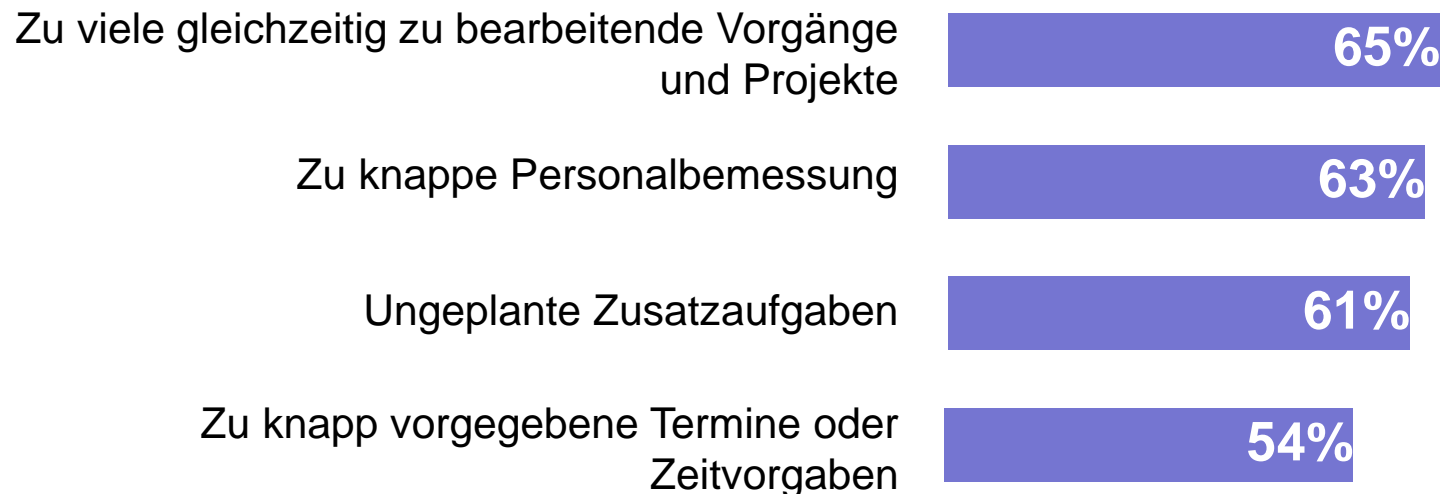 Zu viele gleichzeitig zu bearbeitende Vorgänge
und Projekte
65%
Zu knappe Personalbemessung
63%
Ungeplante Zusatzaufgaben
61%
Zu knapp vorgegebene Termine oder
Zeitvorgaben
54%